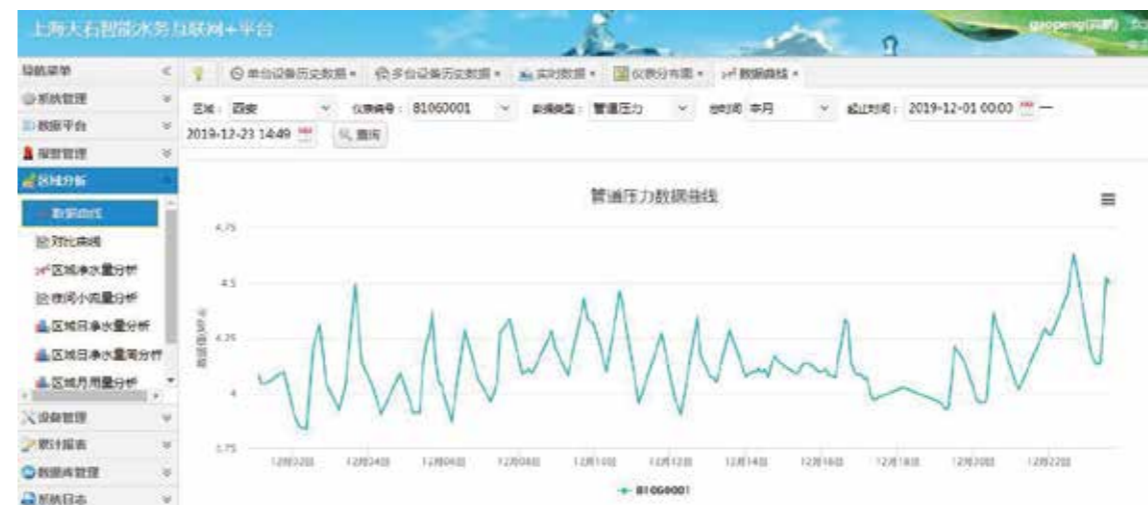 上海天石智能水务互联网+平台
gaopeng(高鹏)
导航菜单
单台设备历史数据
多台设备历史数据
实时数据
仪表分布图
数据曲线
系统管理
数据平台
报警管理
区域分析
数据曲线
对比曲线
区域净水量分析
夜间小流量分析
区域日净水量分析
区域日净水量周分析
区域月用量分析
设备管理
累计报表
数据库管理
系统日志
区域: 西安 仪表编号: 81060001 数据类型: 管道压力 本月 起止时间: 2019-12-01 00:00 —
2019-12-23 14:49 查询
管道压力数据曲线
4.75
4.5
4.25
4
3.75
12月02日 12月04日 12月06日 12月08日 12月10日 12月12日 12月14日 12月16日 12月18日 12月20日 12月22日
81060001